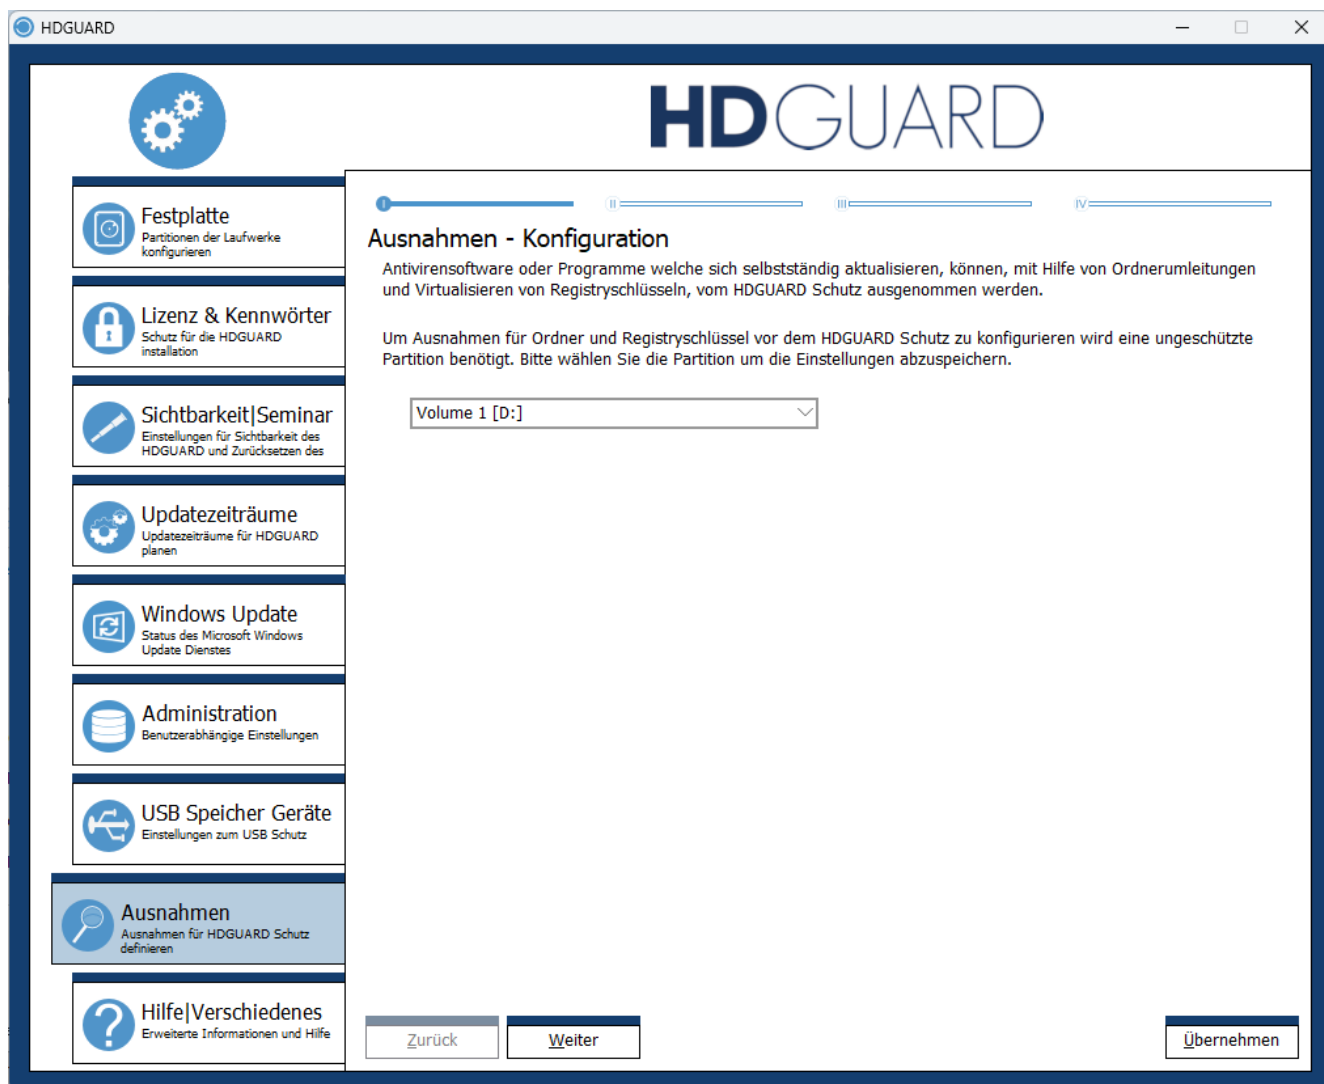 HDGUARD
HDGUARD
Festplatte
Partitionen der Laufwerke
konfigurieren
Lizenz & Kennwörter
Schutz für die HDGUARD
installation
Sichtbarkeit|Seminar
Einstellungen für Sichtbarkeit des
HDGUARD und Zurücksetzen des
Updatezeiträume
Updatezeiträume für HDGUARD
planen
Windows Update
Status des Microsoft Windows
Update Dienstes
Administration
Benutzerabhängige Einstellungen
USB Speicher Geräte
Einstellungen zum USB Schutz
Ausnahmen
Ausnahmen für HDGUARD Schutz
definieren
Hilfe|Verschiedenes
Erweiterte Informationen und Hilfe
I II III IV
Ausnahmen - Konfiguration
Antivirensoftware oder Programme welche sich selbstständig aktualisieren, können, mit Hilfe von Ordnerumleitungen
und Virtualisieren von Registryschlüseln, vom HDGUARD Schutz ausgenommen werden.
Um Ausnahmen für Ordner und Registryschlüssel vor dem HDGUARD Schutz zu konfigurieren wird eine ungeschützte
Partition benötigt. Bitte wählen Sie die Partition um die Einstellungen abzuspeichern.
Volume 1 [D:]
Zurück Weiter Übernehmen